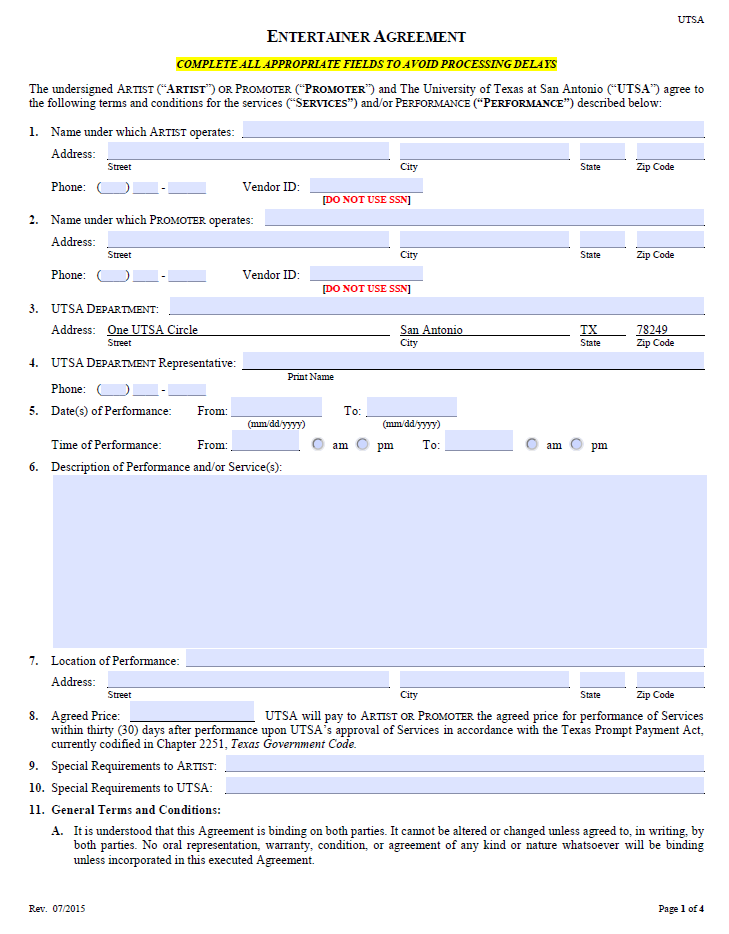 UTSA
ENTERTAINER AGREEMENT
COMPLETE ALL APPROPRIATE FIELDS TO AVOID PROCESSING DELAYS
The undersigned ARTIST (“ARTIST”) OR PROMOTER (“PROMOTER”) and The University of Texas at San Antonio (“UTSA”) agree to
the following terms and conditions for the services (“SERVICES”) and/or PERFORMANCE (“PERFORMANCE”) described below:
1. Name under which ARTIST operates:
Address:
Street City State Zip Code
Phone: ( ) - Vendor ID:
[DO NOT USE SSN]
2. Name under which PROMOTER operates:
Address:
Street City State Zip Code
Phone: ( ) - Vendor ID:
[DO NOT USE SSN]
3. UTSA DEPARTMENT:
Address: One UTSA Circle San Antonio TX 78249
Street City State Zip Code
4. UTSA DEPARTMENT Representative:
Print Name
Phone: ( ) -
5. Date(s) of Performance: From: To:
(mm/dd/yyyy) (mm/dd/yyyy)
Time of Performance: From: am pm To: am pm
6. Description of Performance and/or Service(s):
7. Location of Performance:
Address:
Street City State Zip Code
8. Agreed Price: UTSA will pay to ARTIST OR PROMOTER the agreed price for performance of Services
within thirty (30) days after performance upon UTSA’s approval of Services in accordance with the Texas Prompt Payment Act,
currently codified in Chapter 2251, Texas Government Code.
9. Special Requirements to ARTIST:
10. Special Requirements to UTSA:
11. General Terms and Conditions:
A. It is understood that this Agreement is binding on both parties. It cannot be altered or changed unless agreed to, in writing, by
both parties. No oral representation, warranty, condition, or agreement of any kind or nature whatsoever will be binding
unless incorporated in this executed Agreement.
Rev. 07/2015 Page 1 of 4